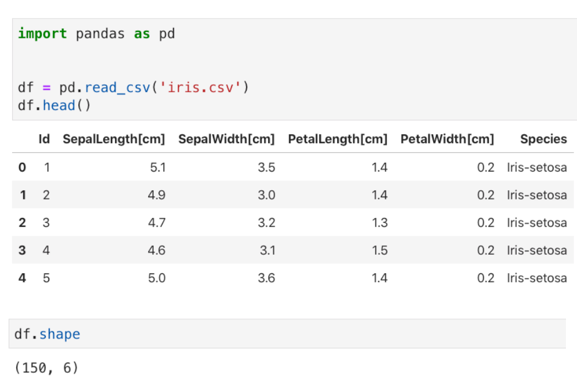 import pandas as pd
df = pd.read_csv('iris.csv')
df.head()
Id SepalLength[cm] SepalWidth[cm] PetalLength[cm] PetalWidth[cm] Species
0 1 5.1 3.5 1.4 0.2 Iris-setosa
1 2 4.9 3.0 1.4 0.2 Iris-setosa
2 3 4.7 3.2 1.3 0.2 Iris-setosa
3 4 4.6 3.1 1.5 0.2 Iris-setosa
4 5 5.0 3.6 1.4 0.2 Iris-setosa
df.shape
(150, 6)